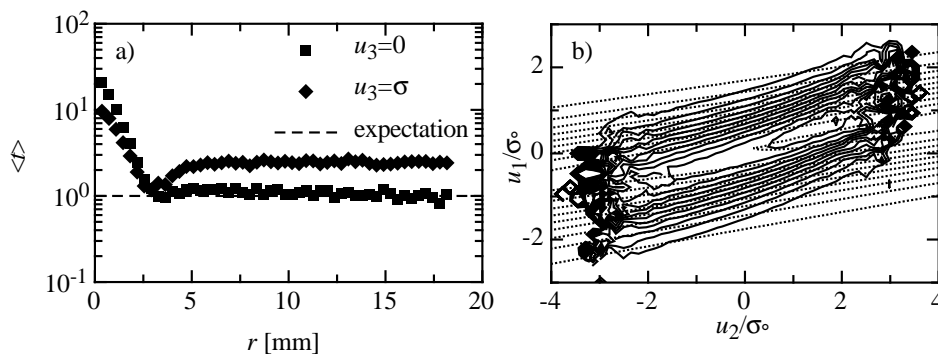 a)
u₃=0
u₃=σ
expectation
10²
10¹
10⁰
10⁻¹
0 5 10 15 20
r [mm]
b)
u₁/σ∘
2
0
-2
-4 -2 0 2 4
u₂/σ∘